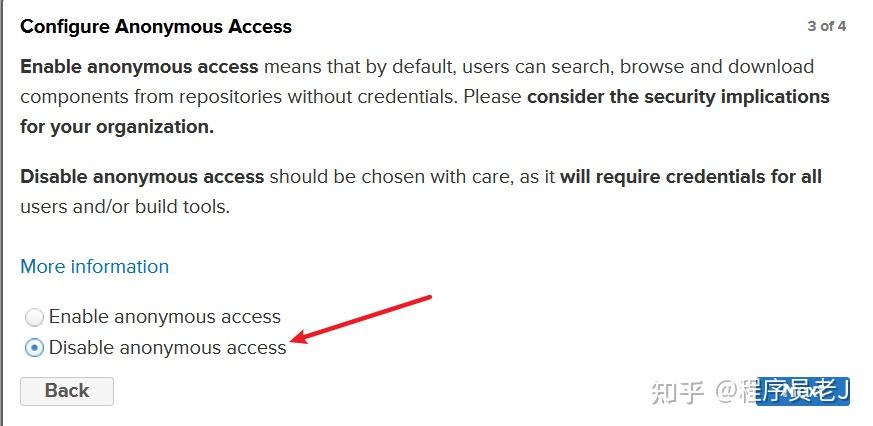 Configure Anonymous Access
3 of 4
Enable anonymous access means that by default, users can search, browse and download
components from repositories without credentials. Please consider the security implications
for your organization.
Disable anonymous access should be chosen with care, as it will require credentials for all
users and/or build tools.
More information
Enable anonymous access
Disable anonymous access
Back
Next
知乎 @程序员老J